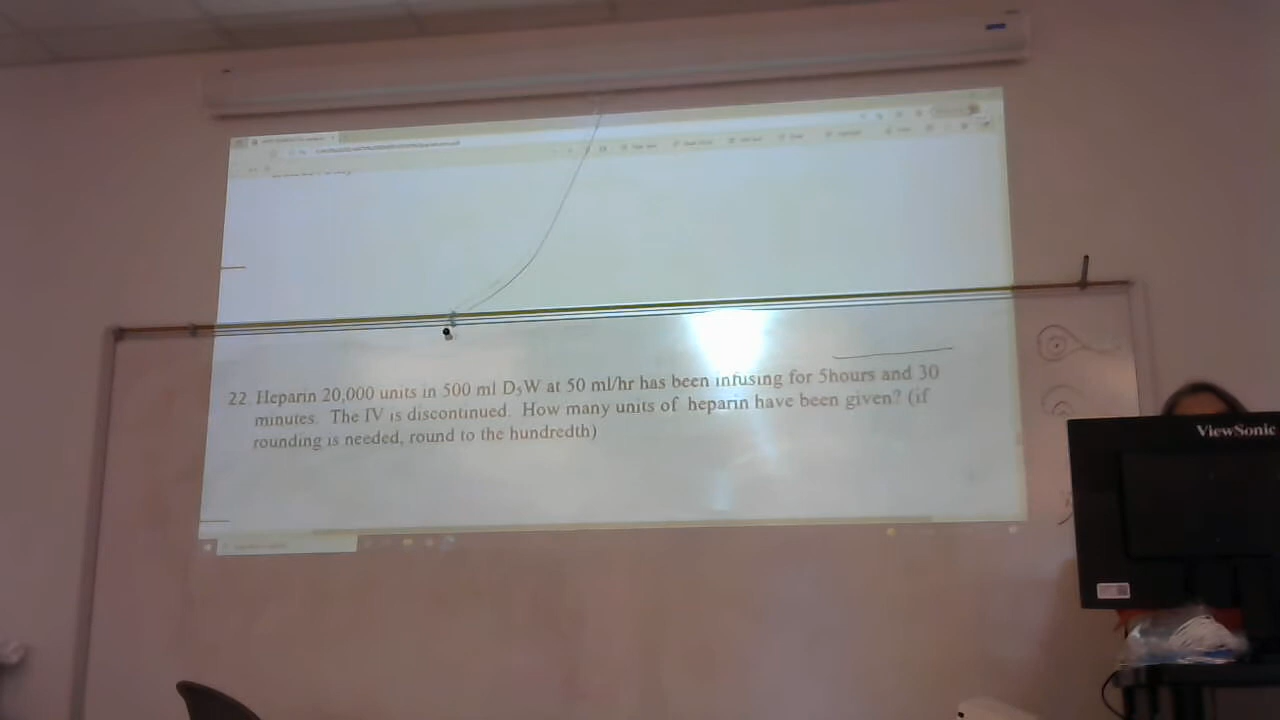 22 Heparin 20,000 units in 500 ml D₅W at 50 ml/hr has been infusing for 5hours and 30
minutes. The IV is discontinued. How many units of heparin have been given? (if
rounding is needed, round to the hundredth)
ViewSonic